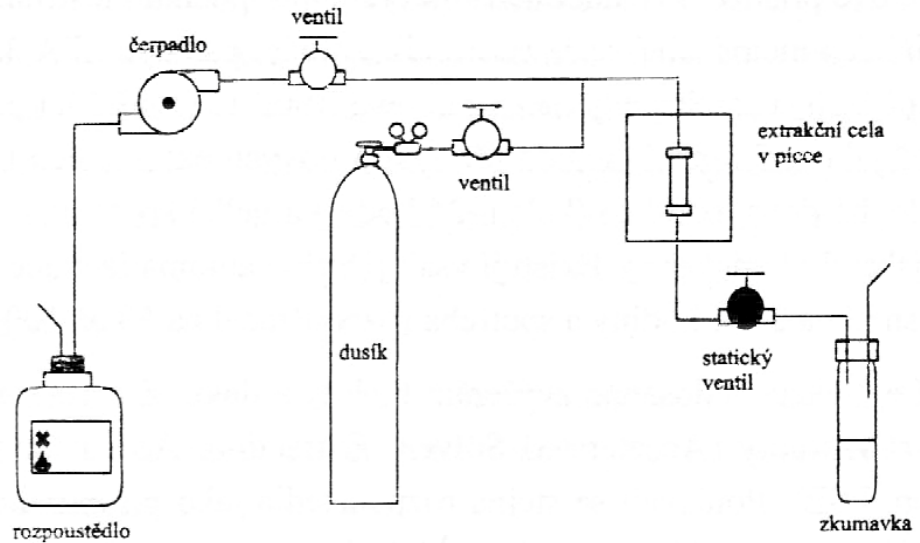 ventil
čerpadlo
extrakční cela
v pícce
ventil
dusík
statický
ventil
rozpouštědlo
zkumavka